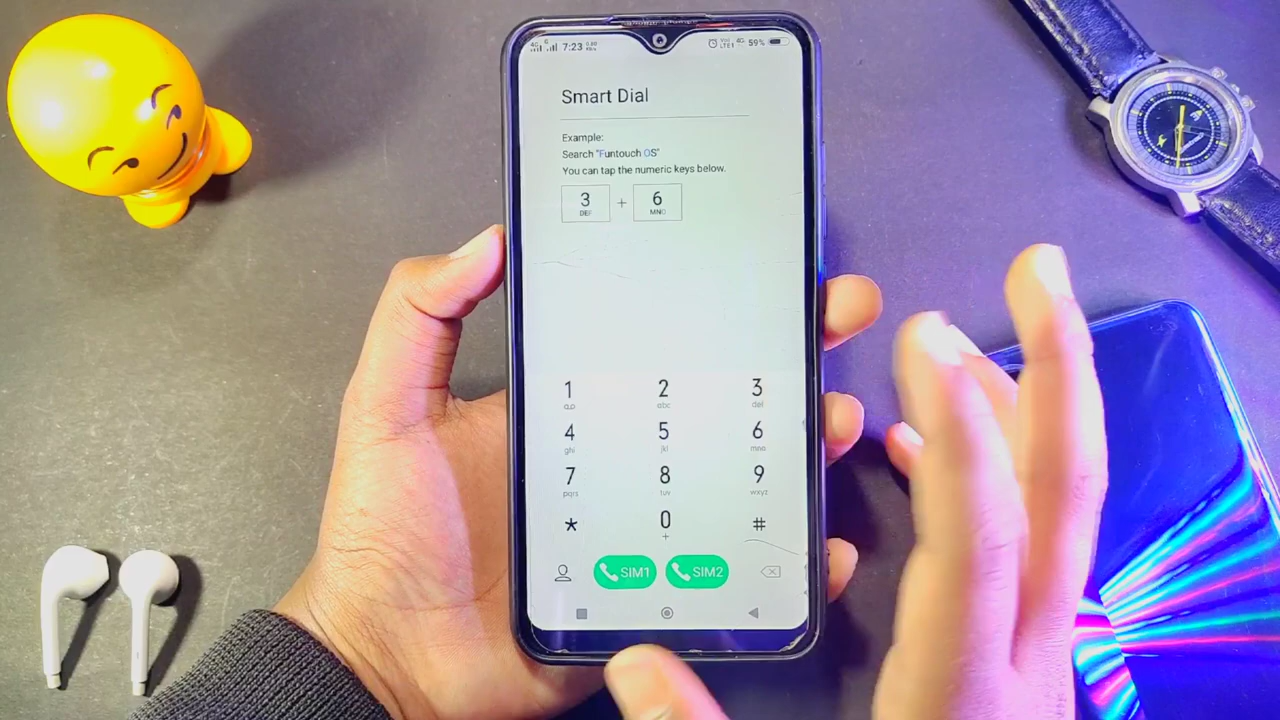 7:23 0.80 59%
Smart Dial
Example:
Search "Funtouch OS"
You can tap the numeric keys below.
3 + 6
DEF MNO
1 2 3
abc def
4 5 6
ghi jkl mno
7 8 9
pqrs tuv wxyz
* 0 #
+
SIM1 SIM2